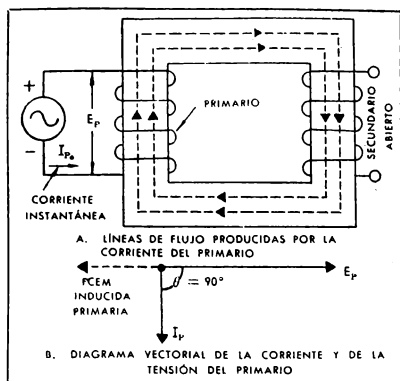 +
E_P
PRIMARIO
SECUNDARIO
ABIERTO
−
I_P₀
CORRIENTE
INSTANTÁNEA
A. LÍNEAS DE FLUJO PRODUCIDAS POR LA
CORRIENTE DEL PRIMARIO
FCEM
INDUCIDA
PRIMARIA
θ = 90°
E_P
I_P
B. DIAGRAMA VECTORIAL DE LA CORRIENTE Y DE LA
TENSIÓN DEL PRIMARIO